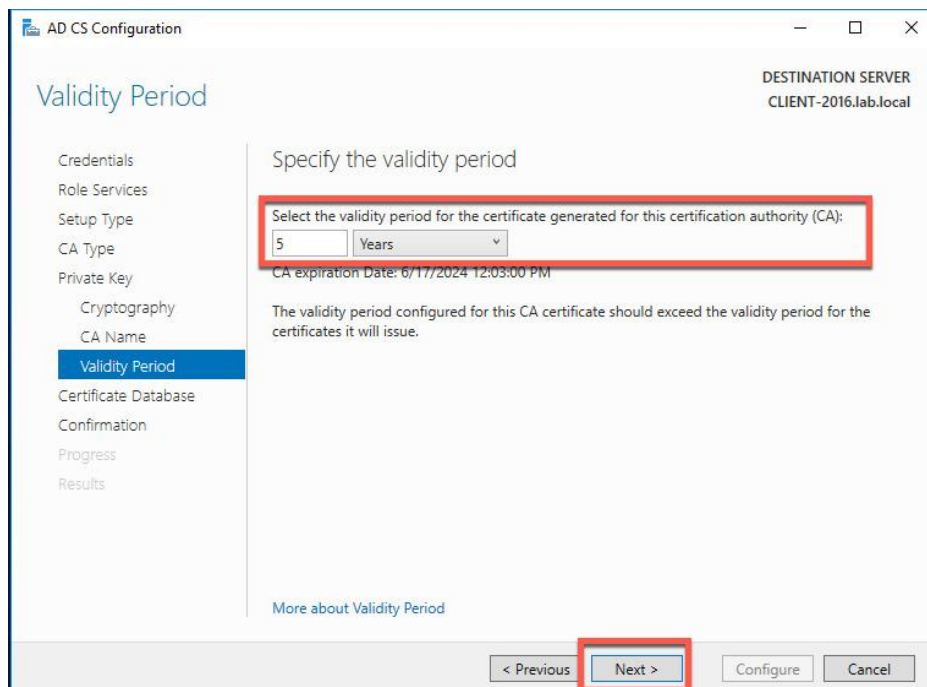 AD CS Configuration
DESTINATION SERVER
CLIENT-2016.lab.local
Validity Period
Credentials
Role Services
Setup Type
CA Type
Private Key
Cryptography
CA Name
Validity Period
Certificate Database
Confirmation
Progress
Results
Specify the validity period
Select the validity period for the certificate generated for this certification authority (CA):
5 Years
CA expiration Date: 6/17/2024 12:03:00 PM
The validity period configured for this CA certificate should exceed the validity period for the
certificates it will issue.
More about Validity Period
< Previous Next > Configure Cancel